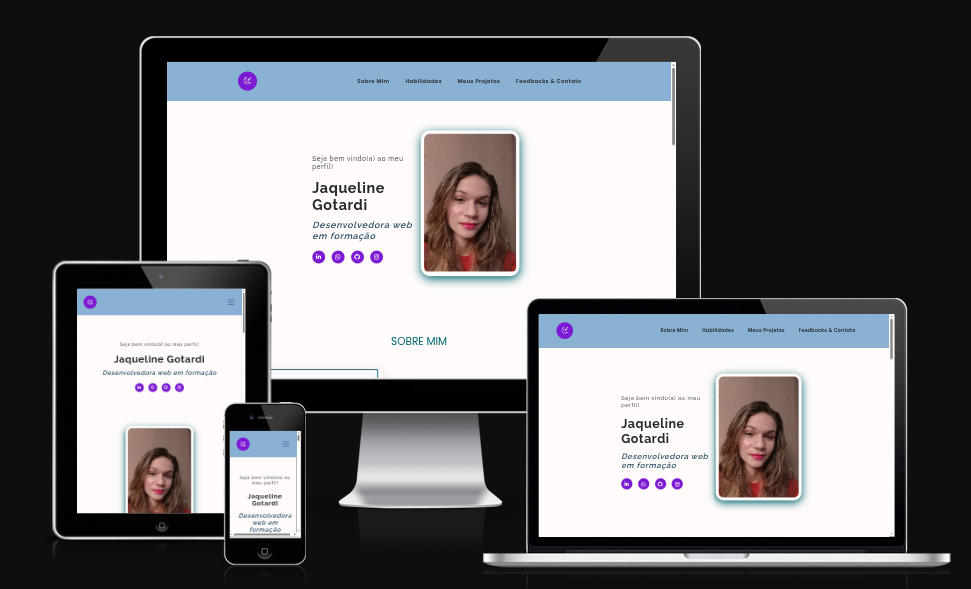 Sobre Mim Habilidades Meus Projetos Feedbacks & Contato
Seja bem vindo(a) ao meu
perfil!
Jaqueline
Gotardi
Desenvolvedora web
em formação
SOBRE MIM
Seja bem vindo(a) ao meu perfil!
Jaqueline Gotardi
Desenvolvedora web em formação
Seja bem vindo(a) ao
meu perfil!
Jaqueline
Gotardi
Desenvolvedora
web em
formação
Sobre Mim Habilidades Meus Projetos Feedbacks & Contato
Seja bem vindo(a) ao meu
perfil!
Jaqueline
Gotardi
Desenvolvedora web
em formação